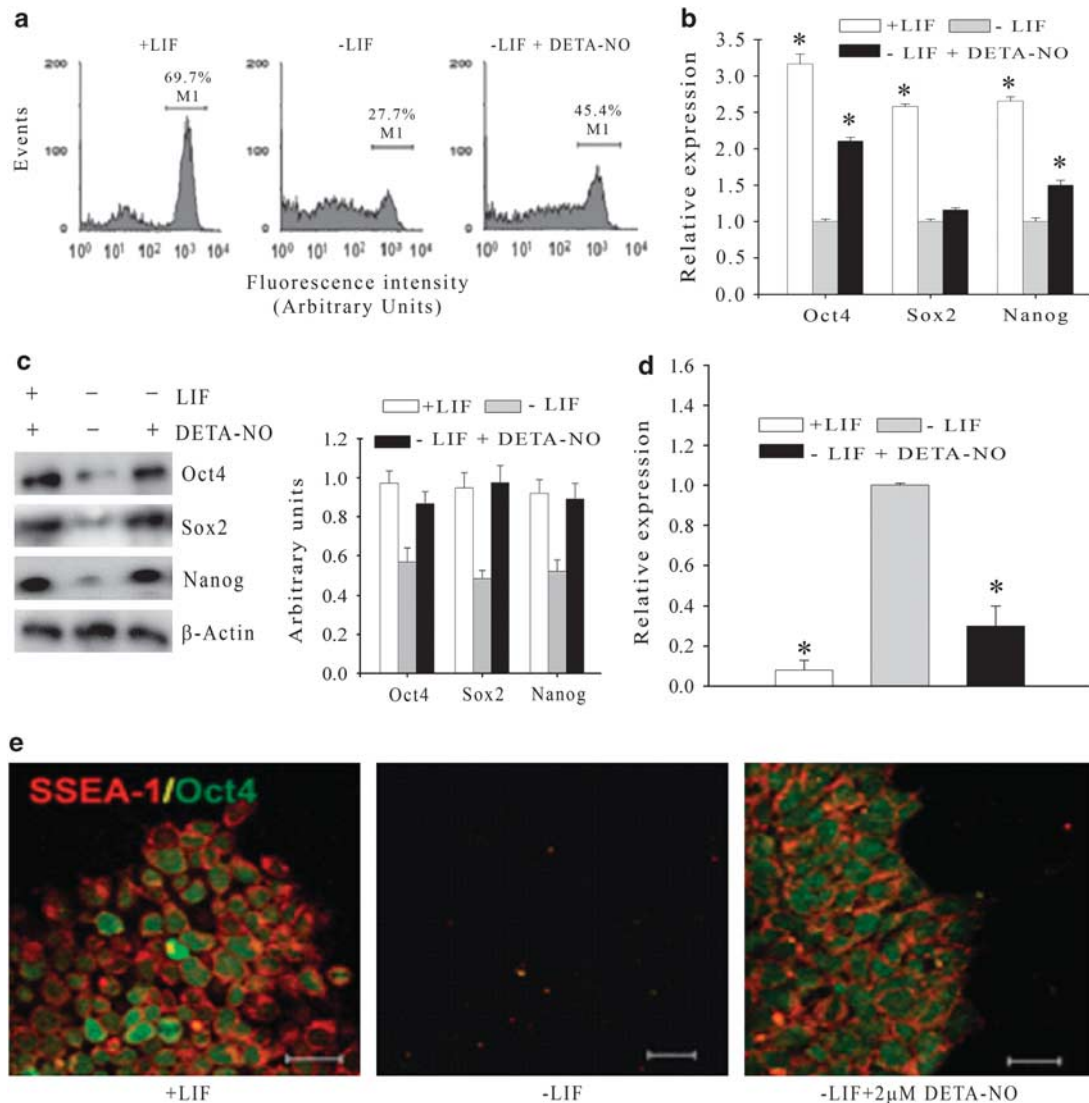 a
+LIF
-LIF
-LIF + DETA-NO
69.7%
M1
27.7%
M1
45.4%
M1
Events
200
100
0
200
100
0
200
100
0
10⁰ 10¹ 10² 10³ 10⁴
10⁰ 10¹ 10² 10³ 10⁴
10⁰ 10¹ 10² 10³ 10⁴
Fluorescence intensity
(Arbitrary Units)
b
+LIF
- LIF
- LIF + DETA-NO
Relative expression
3.5
3.0
2.5
2.0
1.5
1.0
0.5
0.0
* * * * *
Oct4 Sox2 Nanog
c
+ − − LIF
+ − + DETA-NO
Oct4
Sox2
Nanog
β-Actin
+LIF
- LIF
- LIF + DETA-NO
Arbitrary units
1.2
1.0
0.8
0.6
0.4
0.2
0.0
Oct4 Sox2 Nanog
d
+LIF
- LIF
- LIF + DETA-NO
Relative expression
1.6
1.4
1.2
1.0
0.8
0.6
0.4
0.2
0.0
* *
e
SSEA-1/Oct4
+LIF
-LIF
-LIF+2μM DETA-NO